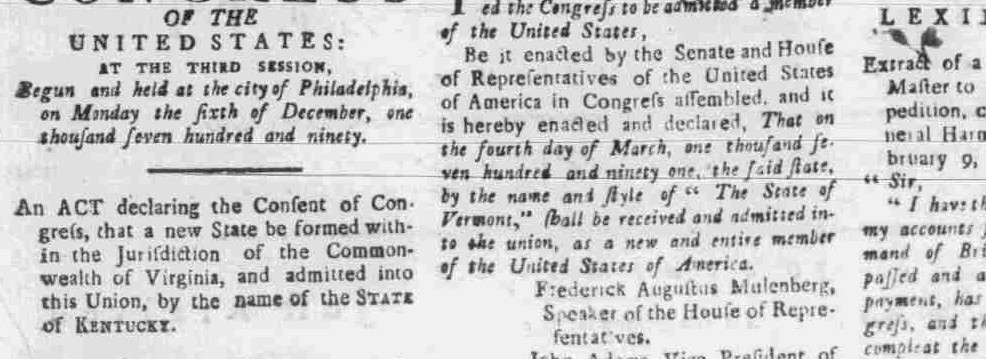 OF THE
UNITED STATES:
AT THE THIRD SESSION,
Begun and held at the city of Philadelphia,
on Monday the ſixth of December, one
thouſand ſeven hundred and ninety.
An ACT declaring the Conſent of Con-
greſs, that a new State be formed with-
in the Juriſdiction of the Common-
wealth of Virginia, and admitted into
this Union, by the name of the STATE
of KENTUCKY.
ed the Congreſs to be admitted a member
of the United States,
Be it enacted by the Senate and Houſe
of Repreſentatives of the United States
of America in Congreſs aſſembled, and it
is hereby enacted and declared, That on
the fourth day of March, one thouſand ſe-
ven hundred and ninety one, the ſaid ſtate,
by the name and ſtyle of “ The State of
Vermont,” ſhall be received and admitted in-
to the union, as a new and entire member
of the United States of America.
Frederick Auguſtus Mulenberg,
Speaker of the Houſe of Repre-
ſentatives.
John Adams Vice Preſident of
LEXI
Extract of a
Maſter to
pedition, c
neral Harm
bruary 9,
“ Sir,
“ I have th
my accounts
mand of Bri
paſſed and a
payment, has
greſs, and th
compleat the